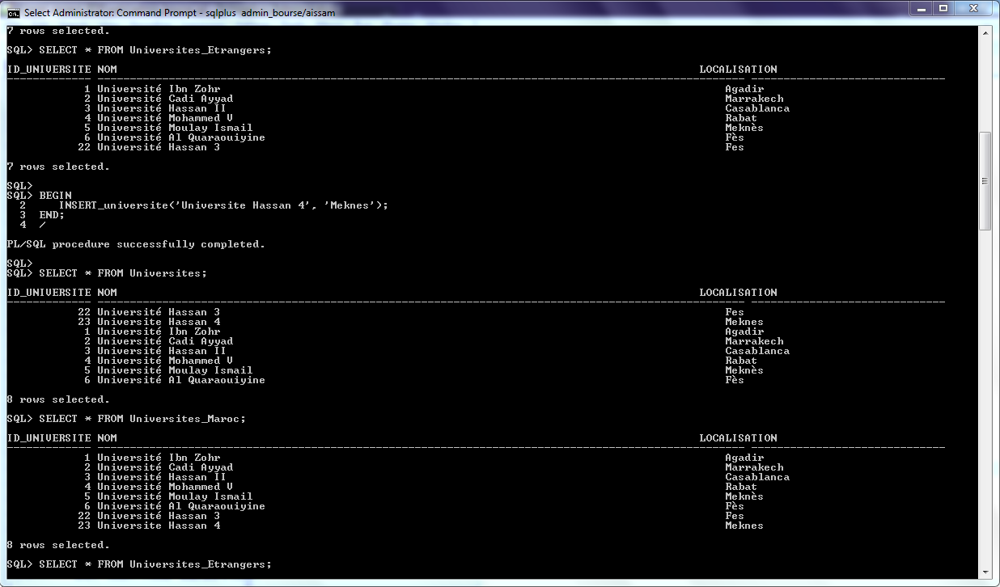 Select Administrator: Command Prompt - sqlplus  admin_bourse/aissam
7 rows selected.
SQL> SELECT * FROM Universites_Etrangers;
ID_UNIVERSITE NOM LOCALISATION
1 Université Ibn Zohr Agadir
2 Université Cadi Ayyad Marrakech
3 Université Hassan II Casablanca
4 Université Mohammed V Rabat
5 Université Moulay Ismail Meknès
6 Université Al Quaraouiyine Fès
22 Université Hassan 3 Fes
7 rows selected.
SQL>
SQL> BEGIN
2 INSERT_universite('Universite Hassan 4', 'Meknes');
3 END;
4 /
PL/SQL procedure successfully completed.
SQL>
SQL> SELECT * FROM Universites;
ID_UNIVERSITE NOM LOCALISATION
22 Université Hassan 3 Fes
23 Universite Hassan 4 Meknes
1 Université Ibn Zohr Agadir
2 Université Cadi Ayyad Marrakech
3 Université Hassan II Casablanca
4 Université Mohammed V Rabat
5 Université Moulay Ismail Meknès
6 Université Al Quaraouiyine Fès
8 rows selected.
SQL> SELECT * FROM Universites_Maroc;
ID_UNIVERSITE NOM LOCALISATION
1 Université Ibn Zohr Agadir
2 Université Cadi Ayyad Marrakech
3 Université Hassan II Casablanca
4 Université Mohammed V Rabat
5 Université Moulay Ismail Meknès
6 Université Al Quaraouiyine Fès
22 Université Hassan 3 Fes
23 Universite Hassan 4 Meknes
8 rows selected.
SQL> SELECT * FROM Universites_Etrangers;